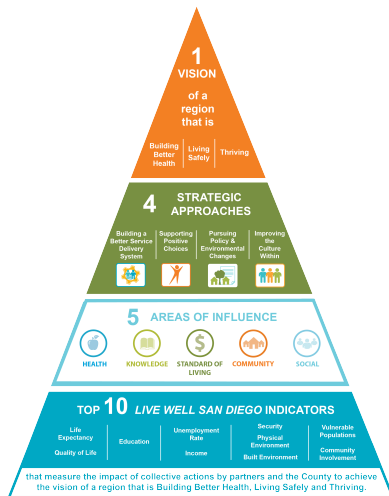 1
VISION
of a
region
that is
Building
Better
Health
Living
Safely
Thriving
4 STRATEGIC
APPROACHES
Building a
Better Service
Delivery
System
Supporting
Positive
Choices
Pursuing
Policy &
Environmental
Changes
Improving
the
Culture
Within
5 AREAS OF INFLUENCE
$
HEALTH
KNOWLEDGE
STANDARD OF
LIVING
COMMUNITY
SOCIAL
TOP 10 LIVE WELL SAN DIEGO INDICATORS
Life
Expectancy
Quality of Life
Education
Unemployment
Rate
Income
Security
Physical
Environment
Built Environment
Vulnerable
Populations
Community
Involvement
that measure the impact of collective actions by partners and the County to achieve
the vision of a region that is Building Better Health, Living Safely and Thriving.